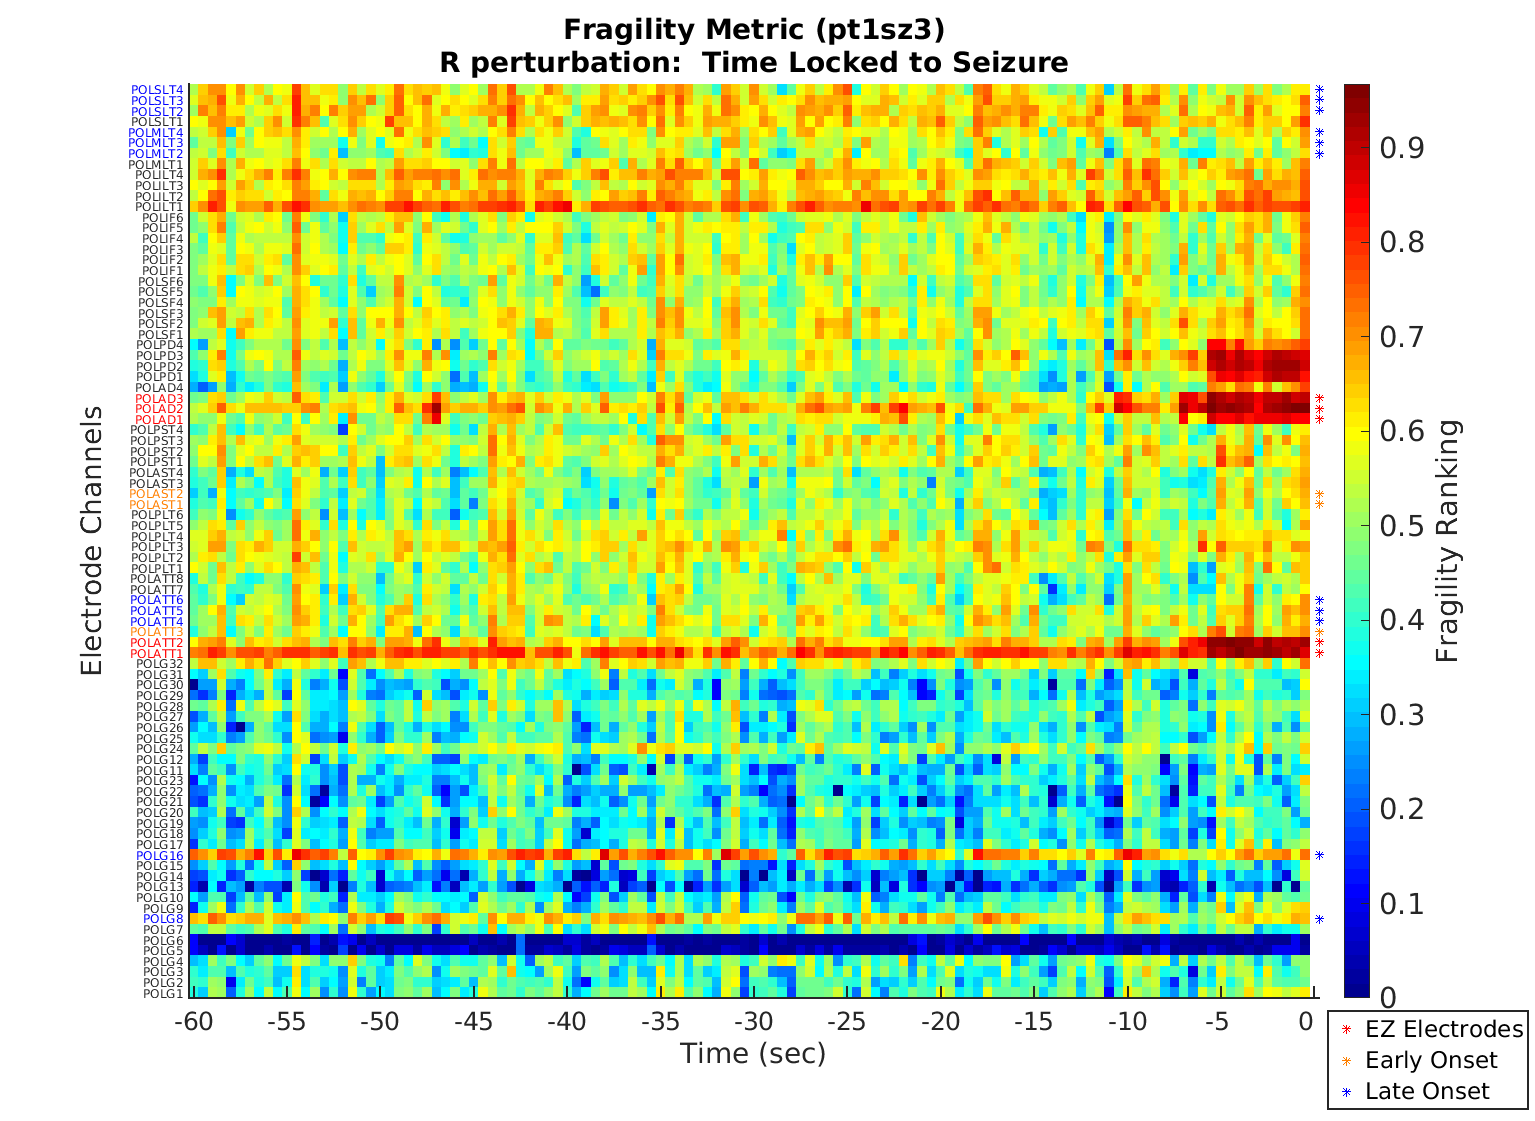 Fragility Metric (pt1sz3)
R perturbation:  Time Locked to Seizure
Electrode Channels
POLSLT4
POLSLT3
POLSLT2
POLSLT1
POLMLT4
POLMLT3
POLMLT2
POLMLT1
POLILT4
POLILT3
POLILT2
POLILT1
POLIF6
POLIF5
POLIF4
POLIF3
POLIF2
POLIF1
POLSF6
POLSF5
POLSF4
POLSF3
POLSF2
POLSF1
POLPD4
POLPD3
POLPD2
POLPD1
POLAD4
POLAD3
POLAD2
POLAD1
POLPST4
POLPST3
POLPST2
POLPST1
POLAST4
POLAST3
POLAST2
POLAST1
POLPLT6
POLPLT5
POLPLT4
POLPLT3
POLPLT2
POLPLT1
POLATT8
POLATT7
POLATT6
POLATT5
POLATT4
POLATT3
POLATT2
POLATT1
POLG32
POLG31
POLG30
POLG29
POLG28
POLG27
POLG26
POLG25
POLG24
POLG12
POLG11
POLG23
POLG22
POLG21
POLG20
POLG19
POLG18
POLG17
POLG16
POLG15
POLG14
POLG13
POLG10
POLG9
POLG8
POLG7
POLG6
POLG5
POLG4
POLG3
POLG2
POLG1
-60 -55 -50 -45 -40 -35 -30 -25 -20 -15 -10 -5 0
Time (sec)
0.9
0.8
0.7
0.6
0.5
0.4
0.3
0.2
0.1
0
Fragility Ranking
EZ Electrodes
Early Onset
Late Onset